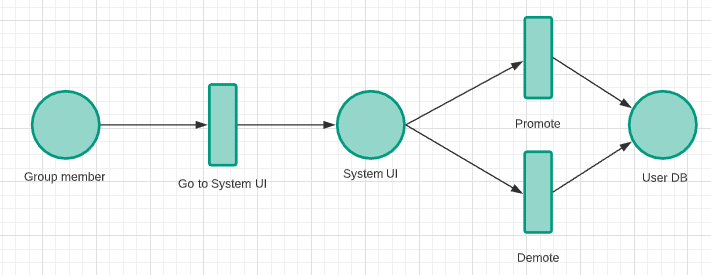 Group member
Go to System UI
System UI
Promote
Demote
User DB